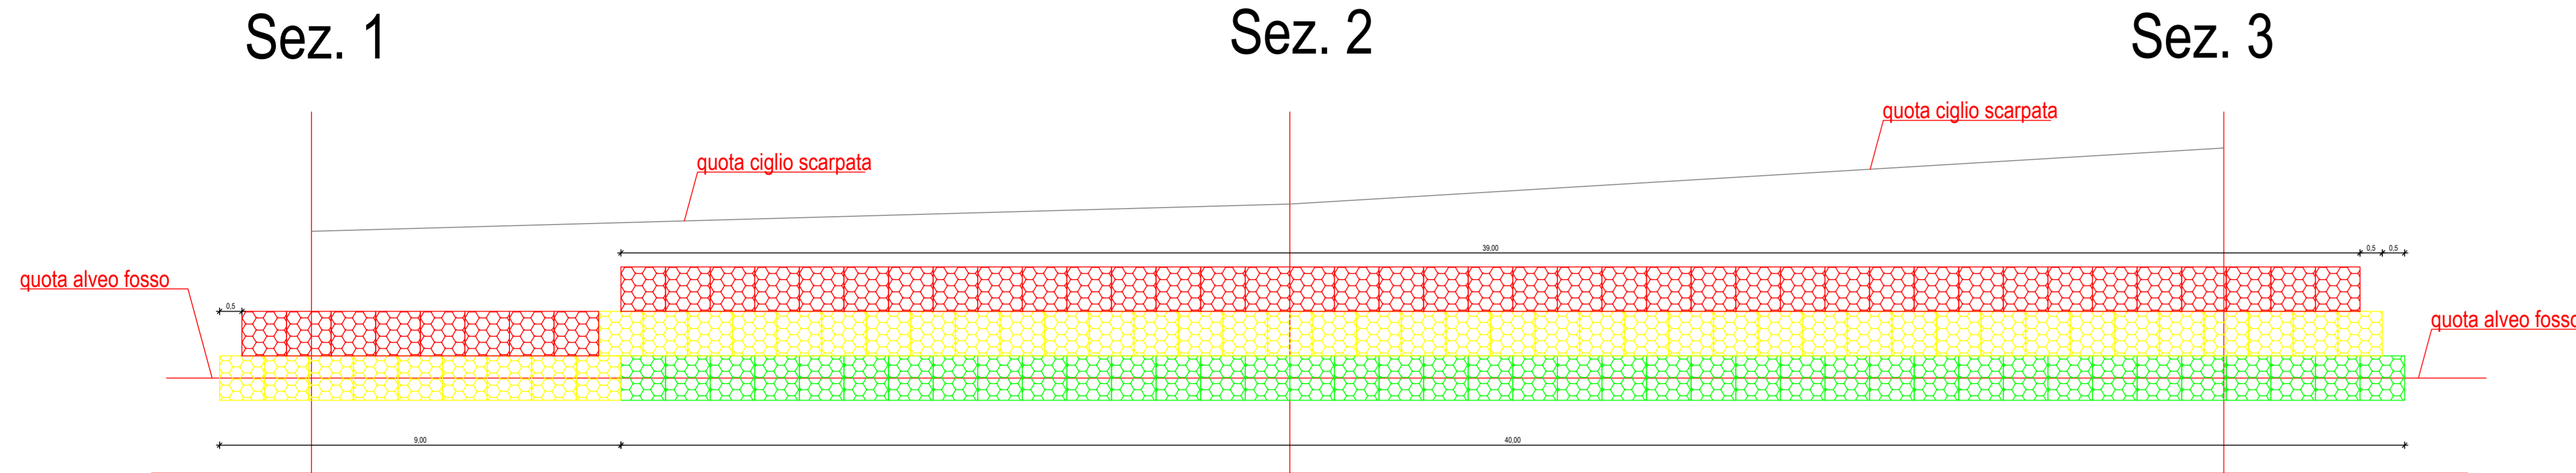 Sez. 1
Sez. 2
Sez. 3
quota ciglio scarpata
quota ciglio scarpata
39,00
0,5
0,5
quota alveo fosso
0,5
quota alveo fosso
9,00
40,00